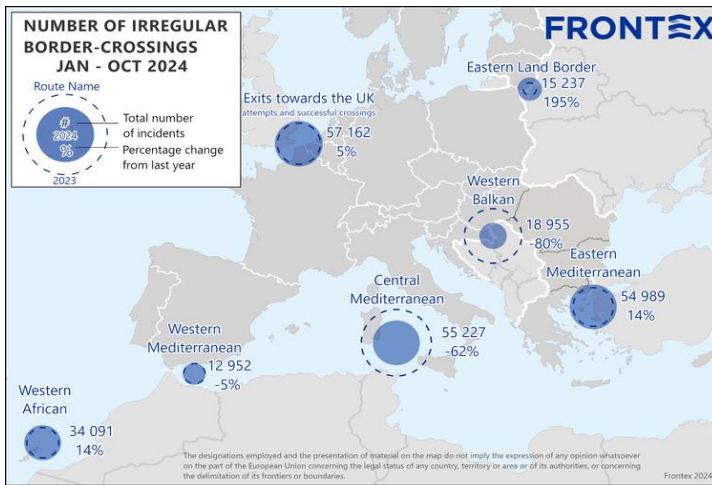 NUMBER OF IRREGULAR
BORDER-CROSSINGS
JAN - OCT 2024
Route Name
#
2024
%
Total number
of incidents
Percentage change
from last year
2023
FRONTEX
Eastern Land Border
15 237
195%
Exits towards the UK
attempts and successful crossings
57 162
5%
Western
Balkan
18 955
-80%
Eastern
Mediterranean
54 989
14%
Central
Mediterranean
55 227
-62%
Western
Mediterranean
12 952
-5%
Western
African
34 091
14%
The designations employed and the presentation of material on the map do not imply the expression of any opinion whatsoever
on the part of the European Union concerning the legal status of any country, territory or area or of its authorities, or concerning
the delimitation of its frontiers or boundaries.
Frontex 2024